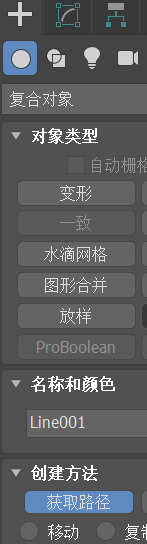 复合对象
对象类型
自动栅格
变形
一致
水滴网格
图形合并
放样
ProBoolean
名称和颜色
Line001
创建方法
获取路径
移动 复制